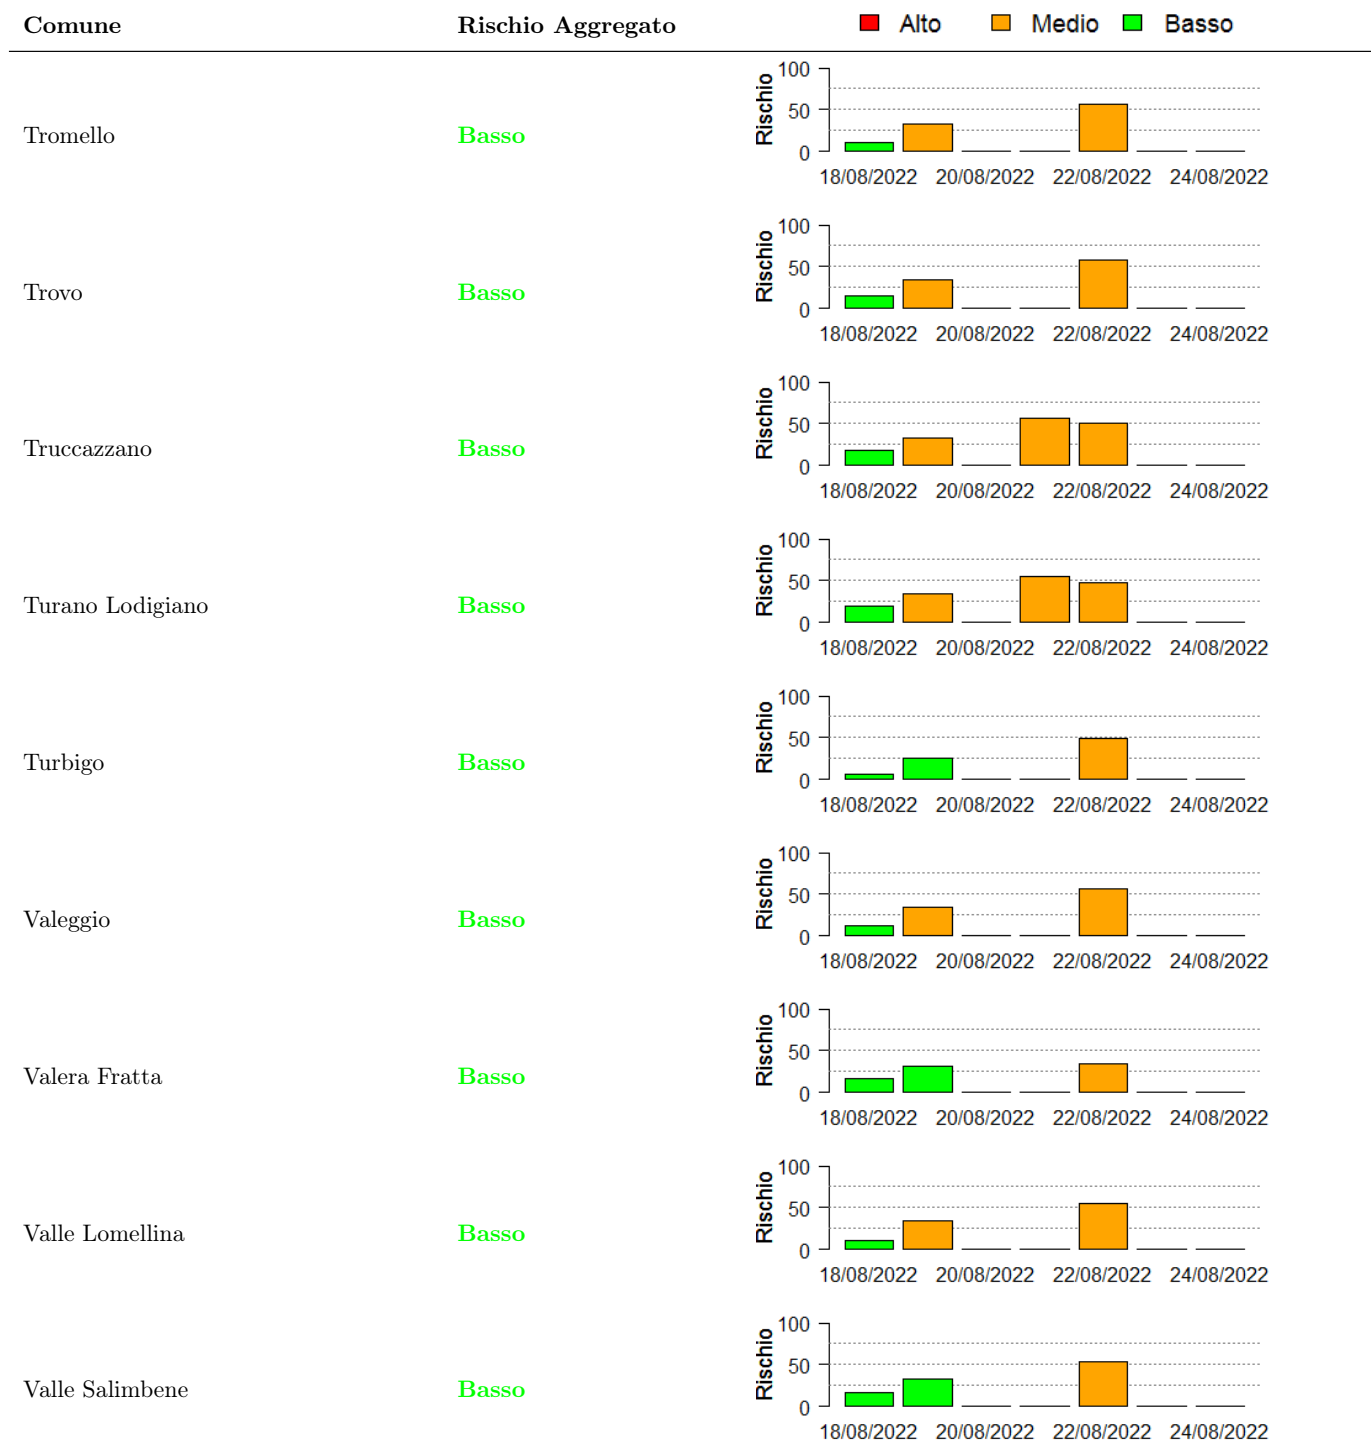 Comune Rischio Aggregato Alto Medio Basso
Tromello Basso
Rischio
100
50
0
18/08/2022 20/08/2022 22/08/2022 24/08/2022
Trovo Basso
Rischio
100
50
0
18/08/2022 20/08/2022 22/08/2022 24/08/2022
Truccazzano Basso
Rischio
100
50
0
18/08/2022 20/08/2022 22/08/2022 24/08/2022
Turano Lodigiano Basso
Rischio
100
50
0
18/08/2022 20/08/2022 22/08/2022 24/08/2022
Turbigo Basso
Rischio
100
50
0
18/08/2022 20/08/2022 22/08/2022 24/08/2022
Valeggio Basso
Rischio
100
50
0
18/08/2022 20/08/2022 22/08/2022 24/08/2022
Valera Fratta Basso
Rischio
100
50
0
18/08/2022 20/08/2022 22/08/2022 24/08/2022
Valle Lomellina Basso
Rischio
100
50
0
18/08/2022 20/08/2022 22/08/2022 24/08/2022
Valle Salimbene Basso
Rischio
100
50
0
18/08/2022 20/08/2022 22/08/2022 24/08/2022